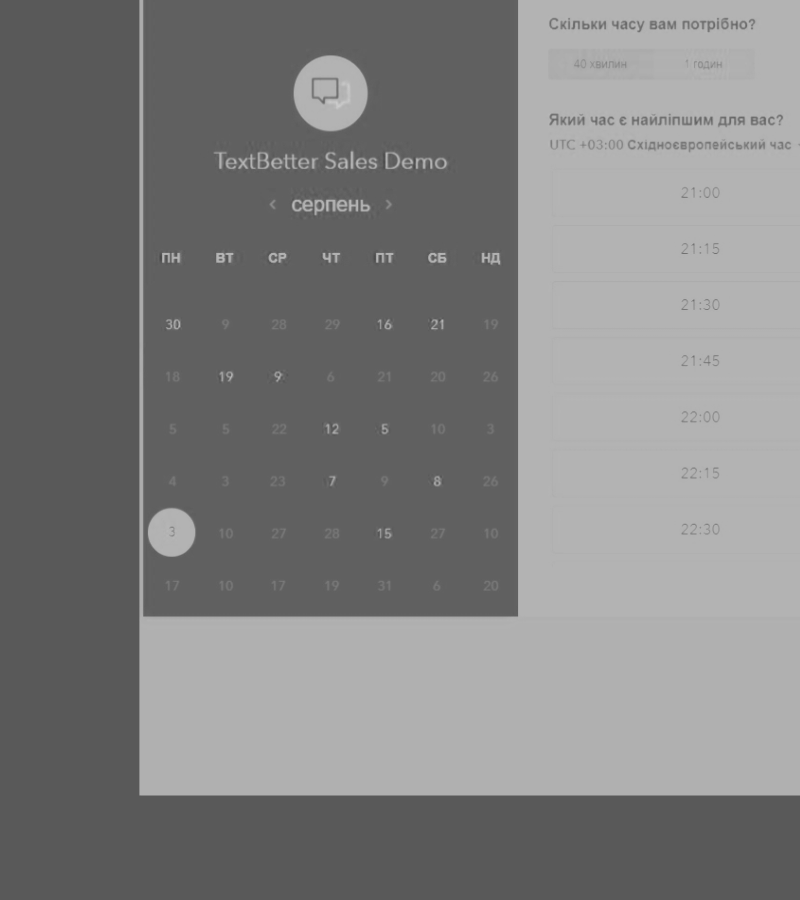 TextBetter Sales Demo
‹ серпень ›
ПН ВТ СР ЧТ ПТ СБ НД
30 9 28 29 16 21 19
18 19 9 6 21 20 26
5 5 22 12 5 10 3
4 3 23 7 9 8 26
3 10 27 28 15 27 10
17 10 17 19 31 6 20
Скільки часу вам потрібно?
40 хвилин 1 годин
Який час є найліпшим для вас?
UTC +03:00 Східноєвропейський час
21:00
21:15
21:30
21:45
22:00
22:15
22:30